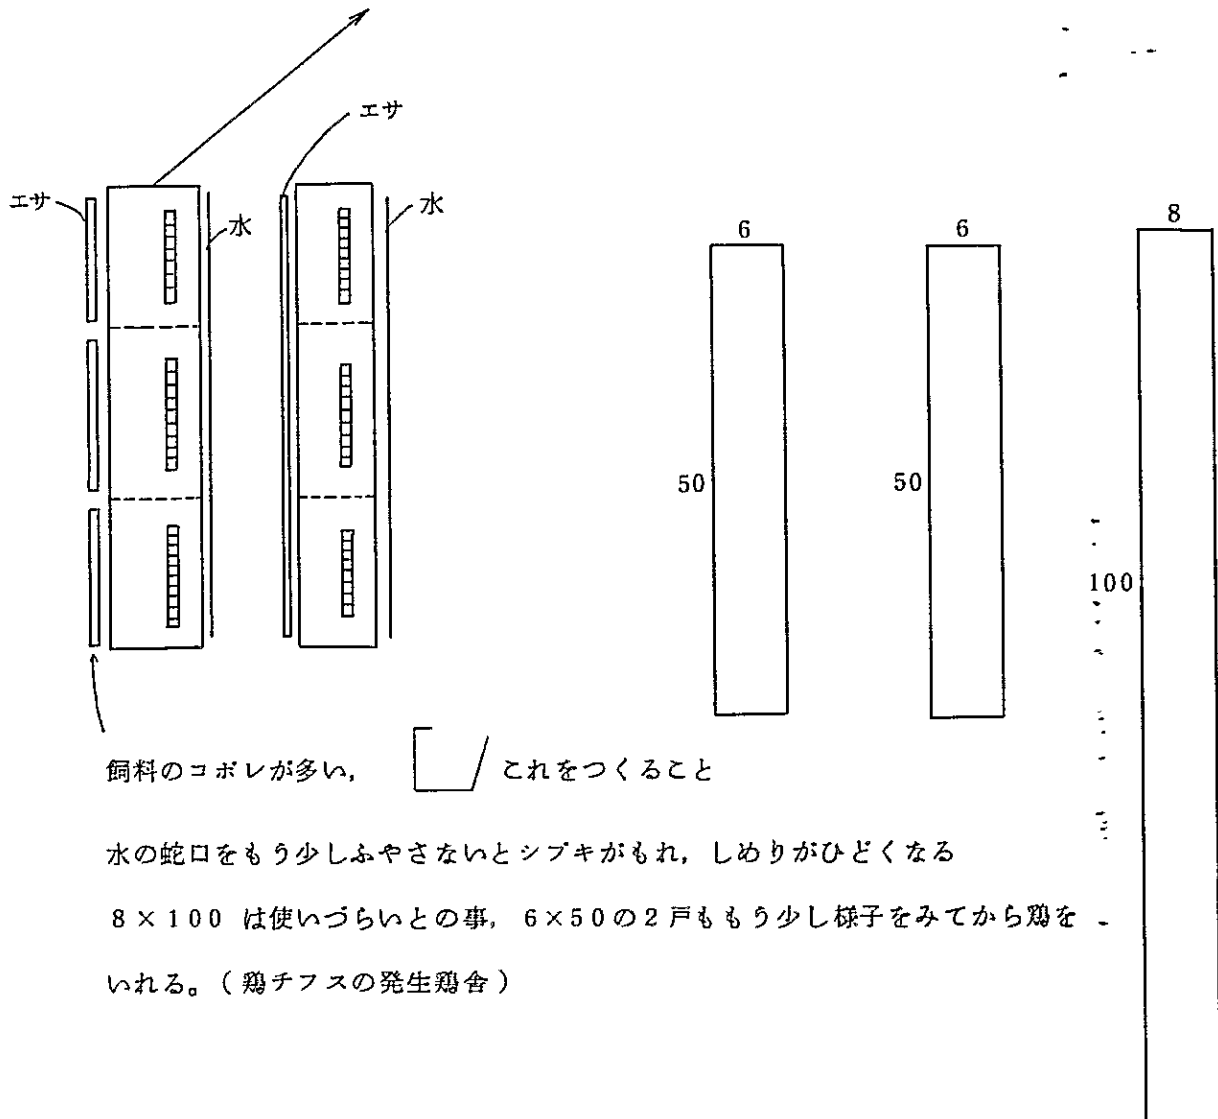 エサ
エサ
水
水
6
6
8
50
50
100
飼料のコボレが多い,
これをつくること
水の蛇口をもう少しふやさないとシブキがもれ,しめりがひどくなる
8×100 は使いづらいとの事, 6×50の2戸ももう少し様子をみてから鶏を
いれる。(鶏チフスの発生鶏舎)